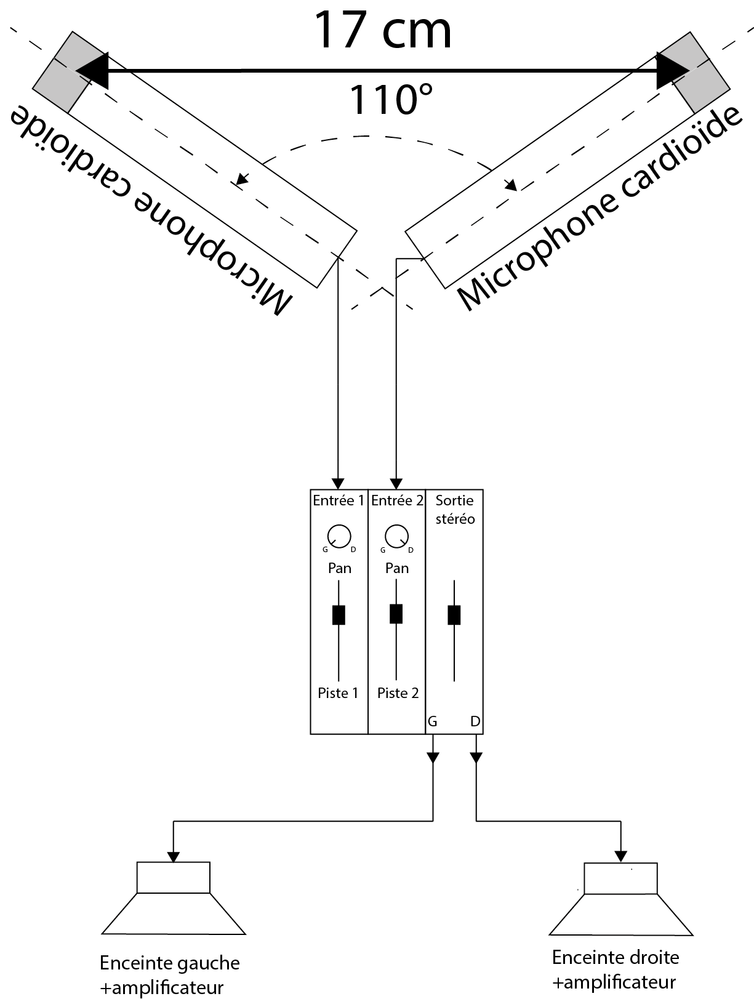 17 cm
110°
Microphone cardioïde
Microphone cardioïde
Entrée 1
Entrée 2
Sortie
stéréo
G
D
G
D
Pan
Pan
Piste 1
Piste 2
G
D
Enceinte gauche
+amplificateur
Enceinte droite
+amplificateur